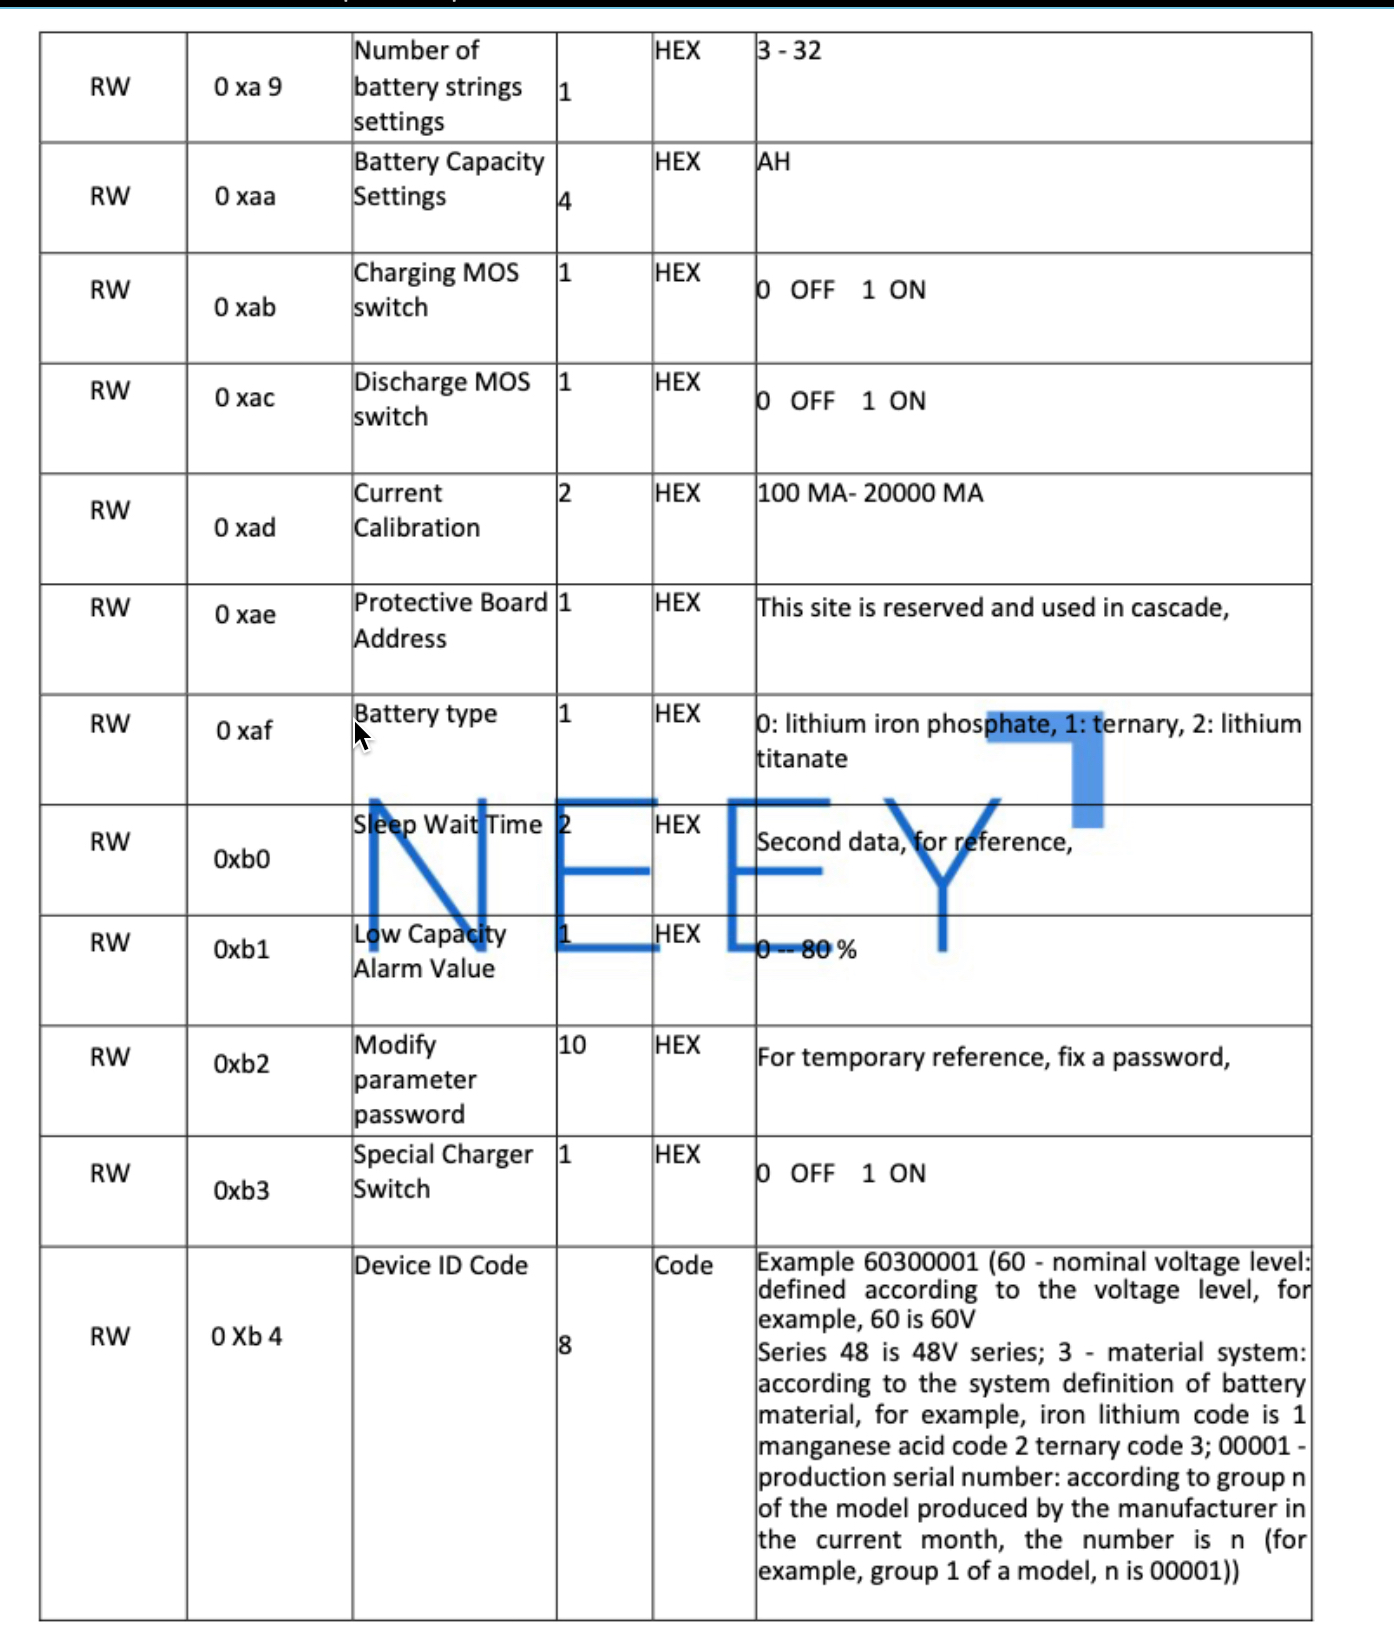 RW 0 xa 9 Number of battery strings settings 1 HEX 3 - 32
RW 0 xaa Battery Capacity Settings 4 HEX AH
RW 0 xab Charging MOS switch 1 HEX 0 OFF 1 ON
RW 0 xac Discharge MOS switch 1 HEX 0 OFF 1 ON
RW 0 xad Current Calibration 2 HEX 100 MA- 20000 MA
RW 0 xae Protective Board Address 1 HEX This site is reserved and used in cascade,
RW 0 xaf Battery type 1 HEX 0: lithium iron phosphate, 1: ternary, 2: lithium
titanate
RW 0xb0 Sleep Wait Time 2 HEX Second data, for reference,
NEEY
RW 0xb1 Low Capacity Alarm Value 1 HEX 0 -- 80 %
RW 0xb2 Modify parameter password 10 HEX For temporary reference, fix a password,
RW 0xb3 Special Charger Switch 1 HEX 0 OFF 1 ON
RW 0 Xb 4 Device ID Code 8 Code Example 60300001 (60 - nominal voltage level:
defined according to the voltage level, for
example, 60 is 60V
Series 48 is 48V series; 3 - material system:
according to the system definition of battery
material, for example, iron lithium code is 1
manganese acid code 2 ternary code 3; 00001 -
production serial number: according to group n
of the model produced by the manufacturer in
the current month, the number is n (for
example, group 1 of a model, n is 00001))